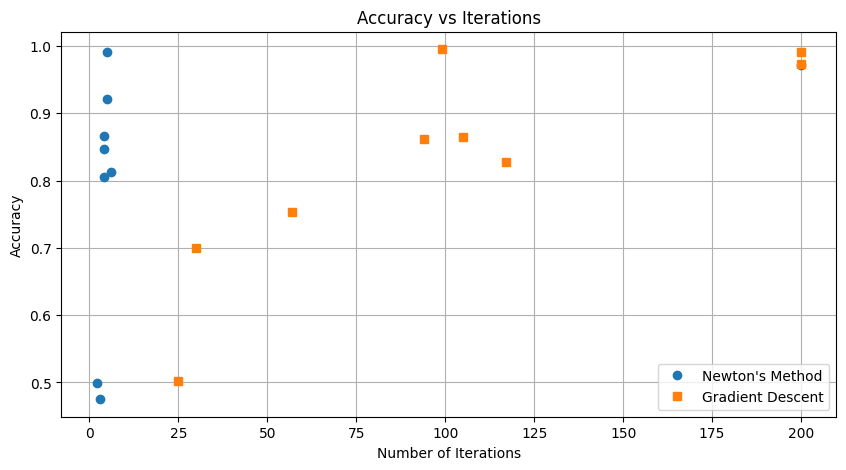 Accuracy vs Iterations
1.0
0.9
0.8
0.7
0.6
0.5
Accuracy
0 25 50 75 100 125 150 175 200
Number of Iterations
Newton's Method
Gradient Descent